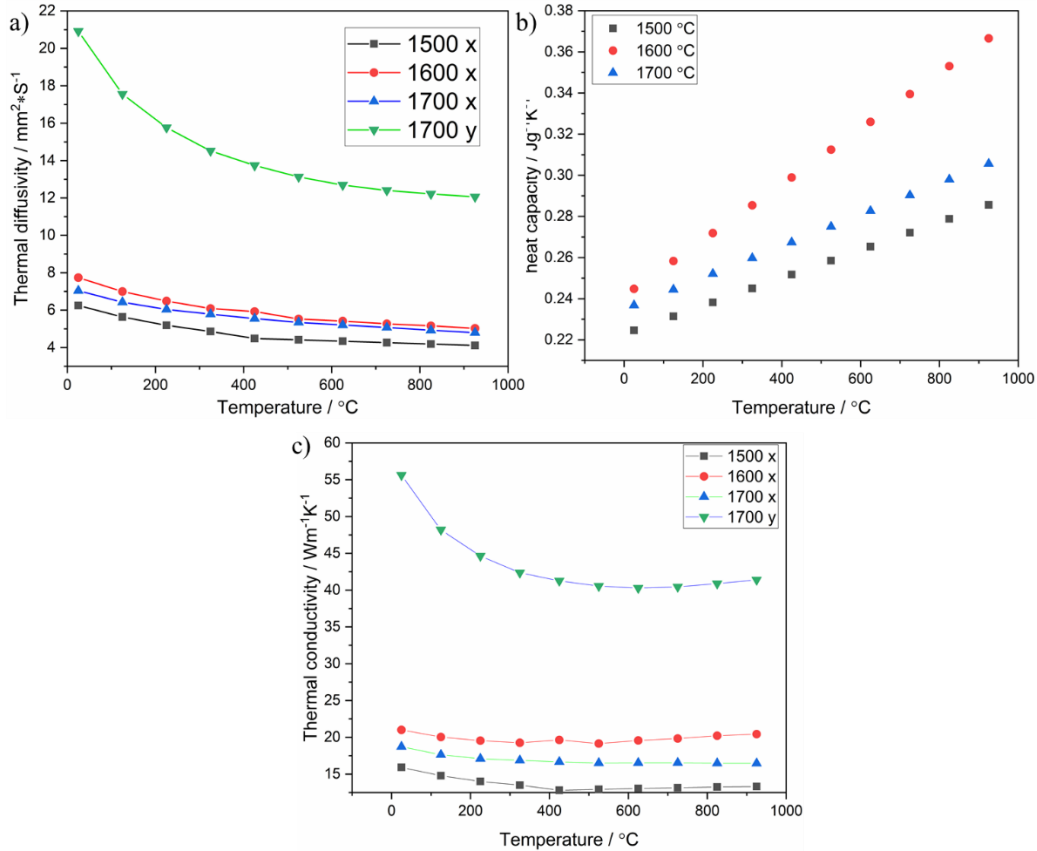 a)
22
20
18
16
14
12
10
8
6
4
Thermal diffusivity / mm²*S⁻¹
1500 x
1600 x
1700 x
1700 y
0
200
400
600
800
1000
Temperature / °C
b)
0.38
0.36
0.34
0.32
0.30
0.28
0.26
0.24
0.22
heat capacity / Jg⁻¹K⁻¹
1500 °C
1600 °C
1700 °C
0
200
400
600
800
1000
Temperature / °C
c)
60
55
50
45
40
35
30
25
20
15
Thermal conductivity / Wm⁻¹K⁻¹
1500 x
1600 x
1700 x
1700 y
0
200
400
600
800
1000
Temperature / °C